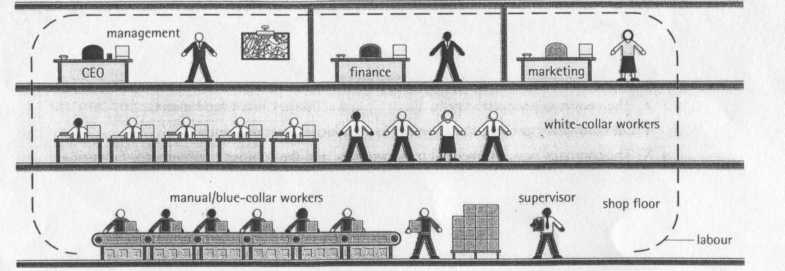 management
CEO
finance
marketing
white-collar workers
manual/blue-collar workers
supervisor
shop floor
labour